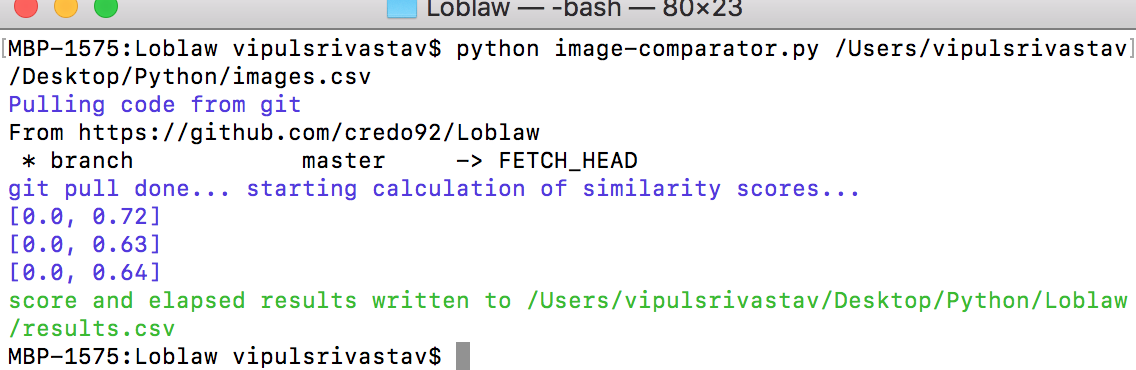 Loblaw — -bash — 80×23
[MBP-1575:Loblaw vipulsrivastav$ python image-comparator.py /Users/vipulsrivastav]
/Desktop/Python/images.csv
Pulling code from git
From https://github.com/credo92/Loblaw
 * branch            master     -> FETCH_HEAD
git pull done... starting calculation of similarity scores...
[0.0, 0.72]
[0.0, 0.63]
[0.0, 0.64]
score and elapsed results written to /Users/vipulsrivastav/Desktop/Python/Loblaw
/results.csv
MBP-1575:Loblaw vipulsrivastav$